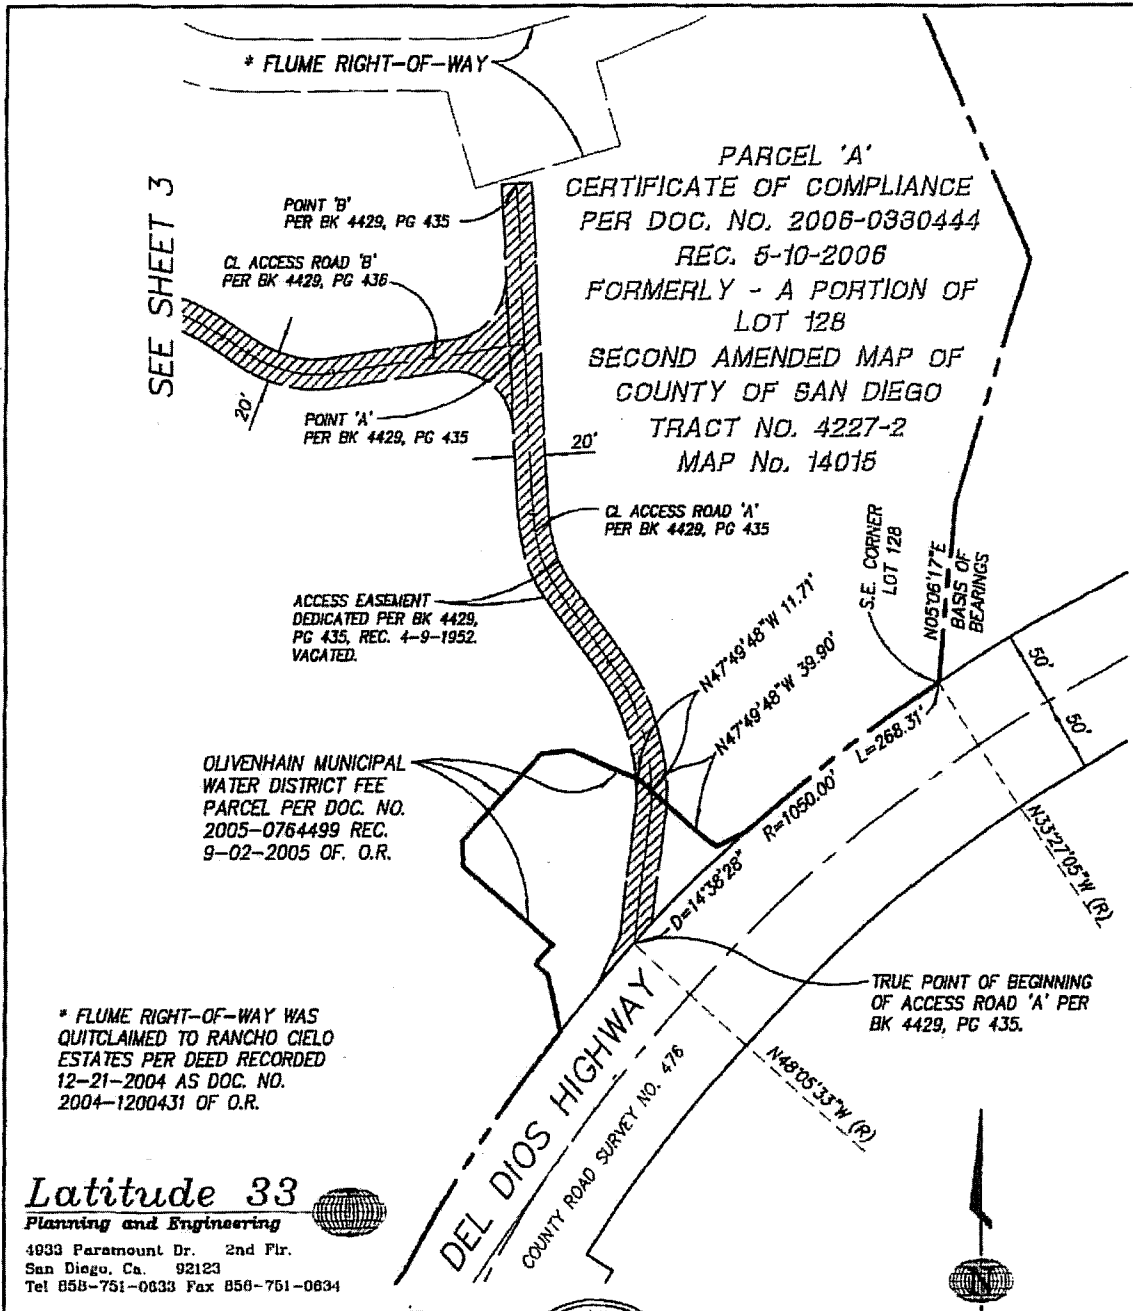 * FLUME RIGHT-OF-WAY
SEE SHEET 3
POINT 'B'
PER BK 4429, PG 435
CL ACCESS ROAD 'B'
PER BK 4429, PG 436
PARCEL 'A'
CERTIFICATE OF COMPLIANCE
PER DOC. NO. 2006-0330444
REC. 5-10-2006
FORMERLY - A PORTION OF
LOT 128
SECOND AMENDED MAP OF
COUNTY OF SAN DIEGO
TRACT NO. 4227-2
MAP No. 14015
20'
POINT 'A'
PER BK 4429, PG 435
20'
CL ACCESS ROAD 'A'
PER BK 4429, PG 435
S.E. CORNER
LOT 128
N05°06'17"E
BASIS OF
BEARINGS
ACCESS EASEMENT
DEDICATED PER BK 4429,
PG 435, REC. 4-9-1952.
VACATED.
N47°49'48"W 11.71'
N47°49'48"W 39.90'
50'
50'
OLIVENHAIN MUNICIPAL
WATER DISTRICT FEE
PARCEL PER DOC. NO.
2005-0764499 REC.
9-02-2005 OF. O.R.
D=14°38'28" R=1050.00' L=268.31'
N33°27'05"W (R)
TRUE POINT OF BEGINNING
OF ACCESS ROAD 'A' PER
BK 4429, PG 435.
N48°05'33"W (R)
* FLUME RIGHT-OF-WAY WAS
QUITCLAIMED TO RANCHO CIELO
ESTATES PER DEED RECORDED
12-21-2004 AS DOC. NO.
2004-1200431 OF O.R.
DEL DIOS HIGHWAY
COUNTY ROAD SURVEY NO. 476
Latitude 33
Planning and Engineering
4933 Paramount Dr. 2nd Flr.
San Diego, Ca. 92123
Tel 858-751-0633 Fax 858-751-0634
N